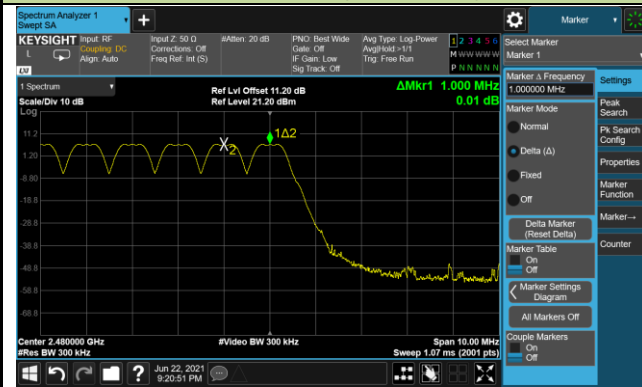 Spectrum Analyzer 1
Swept SA
Marker
KEYSIGHT
L
LXI
Input: RF
Coupling: DC
Align: Auto
Input Z: 50 Ω
Corrections: Off
Freq Ref: Int (S)
#Atten: 20 dB
PNO: Best Wide
Gate: Off
IF Gain: Low
Sig Track: Off
Avg Type: Log-Power
Avg|Hold:>1/1
Trig: Free Run
1 2 3 4 5 6
M W W W W W
P N N N N N
Select Marker
Marker 1
1 Spectrum
Scale/Div 10 dB
Log
Ref Lvl Offset 11.20 dB
Ref Level 21.20 dBm
ΔMkr1 1.000 MHz
0.01 dB
11.2
1.20
-8.80
-18.8
-28.8
-38.8
-48.8
-58.8
-68.8
X2
1Δ2
Center 2.480000 GHz
#Res BW 300 kHz
#Video BW 300 kHz
Span 10.00 MHz
Sweep 1.07 ms (2001 pts)
Marker Δ Frequency
1.000000 MHz
Marker Mode
Normal
Delta (Δ)
Fixed
Off
Delta Marker
(Reset Delta)
Marker Table
On
Off
Marker Settings
Diagram
All Markers Off
Couple Markers
On
Off
Settings
Peak
Search
Pk Search
Config
Properties
Marker
Function
Marker→
Counter
?
Jun 22, 2021
9:20:51 PM